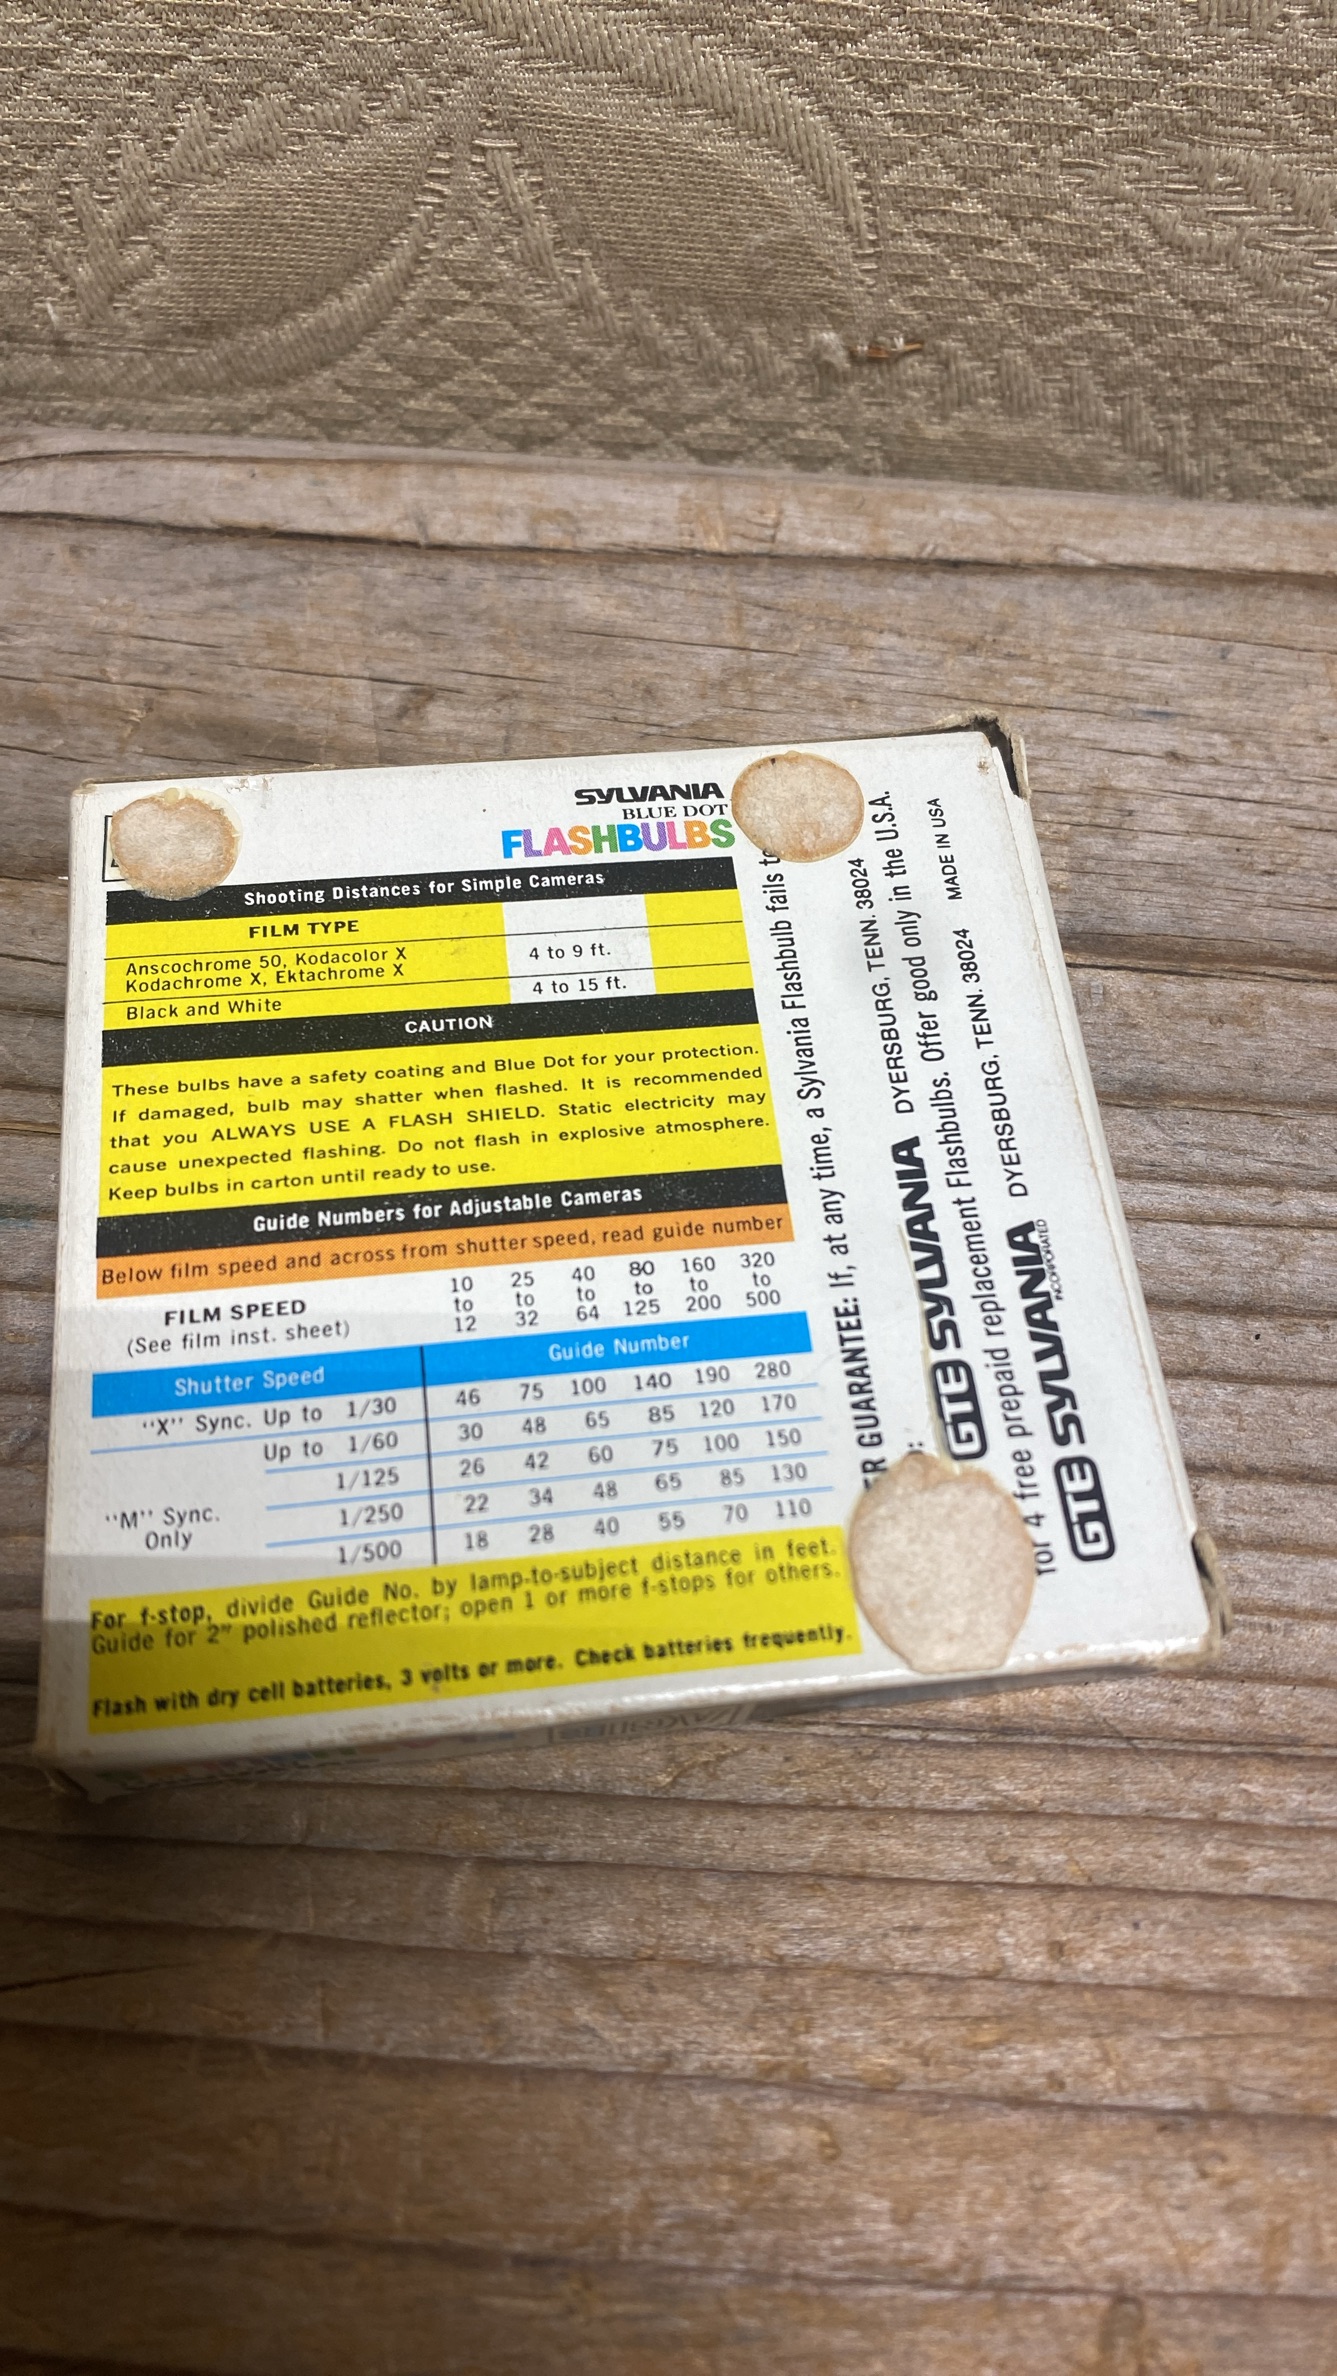 SYLVANIA
BLUE DOT
FLASHBULBS
Shooting Distances for Simple Cameras
FILM TYPE
Anscochrome 50, Kodacolor X
Kodachrome X, Ektachrome X
4 to 9 ft.
Black and White
4 to 15 ft.
CAUTION
These bulbs have a safety coating and Blue Dot for your protection.
If damaged, bulb may shatter when flashed. It is recommended
that you ALWAYS USE A FLASH SHIELD. Static electricity may
cause unexpected flashing. Do not flash in explosive atmosphere.
Keep bulbs in carton until ready to use.
Guide Numbers for Adjustable Cameras
Below film speed and across from shutter speed, read guide number
FILM SPEED
(See film inst. sheet)
10 25 40 80 160 320
to to to to to to
12 32 64 125 200 500
Shutter Speed Guide Number
"X" Sync. Up to 1/30 46 75 100 140 190 280
Up to 1/60 30 48 65 85 120 170
1/125 26 42 60 75 100 150
"M" Sync. Only 1/250 22 34 48 65 85 130
1/500 18 28 40 55 70 110
For f-stop, divide Guide No. by lamp-to-subject distance in feet.
Guide for 2" polished reflector; open 1 or more f-stops for others.
Flash with dry cell batteries, 3 volts or more. Check batteries frequently.
GUARANTEE: If, at any time, a Sylvania Flashbulb fails
GTE SYLVANIA DYERSBURG, TENN. 38024
for 4 free prepaid replacement Flashbulbs. Offer good only in the U.S.A.
GTE SYLVANIA DYERSBURG, TENN. 38024 MADE IN USA
INCORPORATED